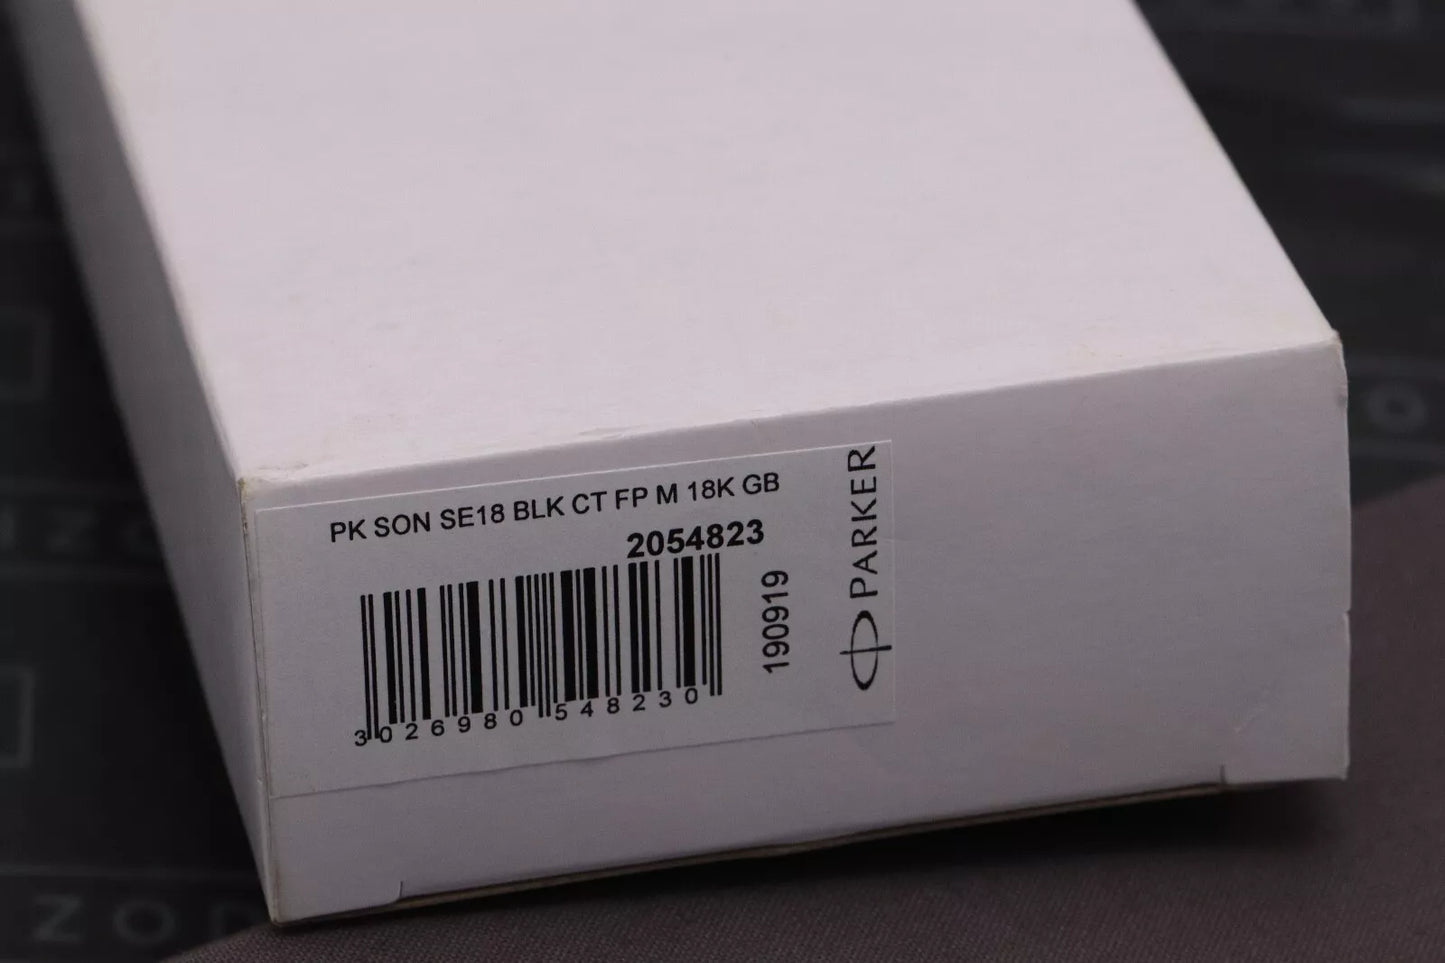 PK SON SE18 BLK CT FP M 18K GB
2054823
3026980548230
190919
PARKER